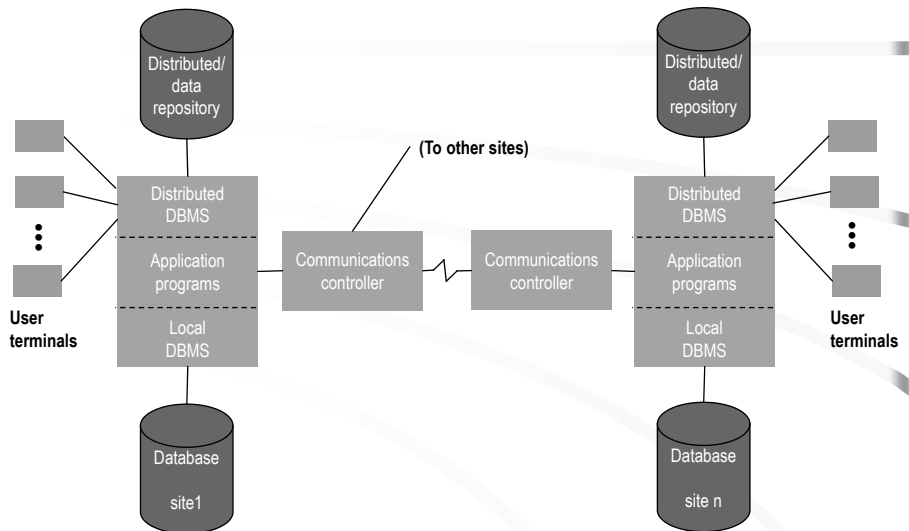 Distributed/
data
repository
Distributed/
data
repository
(To other sites)
Distributed
DBMS
Distributed
DBMS
Application
programs
Communications
controller
Communications
controller
Application
programs
User
terminals
Local
DBMS
Local
DBMS
User
terminals
Database
site1
Database
site n